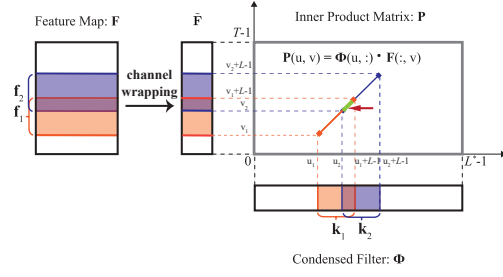 Feature Map: F
F̃
Inner Product Matrix: P
T-1
P(u, v) = Φ(u, :) • F(:, v)
channel
wrapping
f₂
f₁
v₂+L-1
v₁+L-1
v₂
v₁
0
u₁
u₂
u₁+L-1
u₂+L-1
L*-1
k₁
k₂
Condensed Filter: Φ